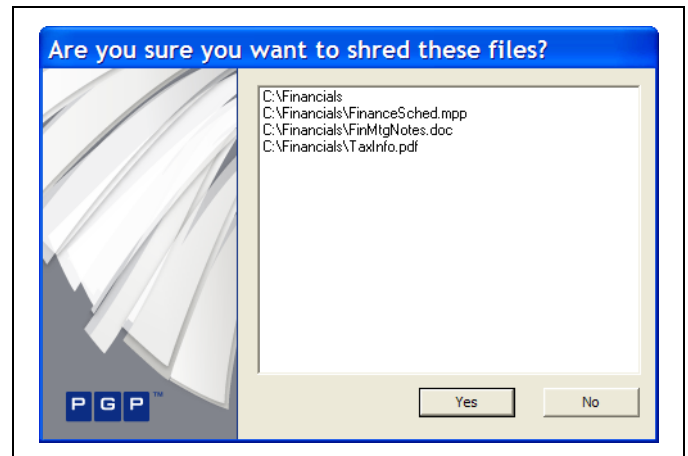 Are you sure you want to shred these files?
C:\Financials
C:\Financials\FinanceSched.mpp
C:\Financials\FinMtgNotes.doc
C:\Financials\TaxInfo.pdf
PGP™
Yes
No